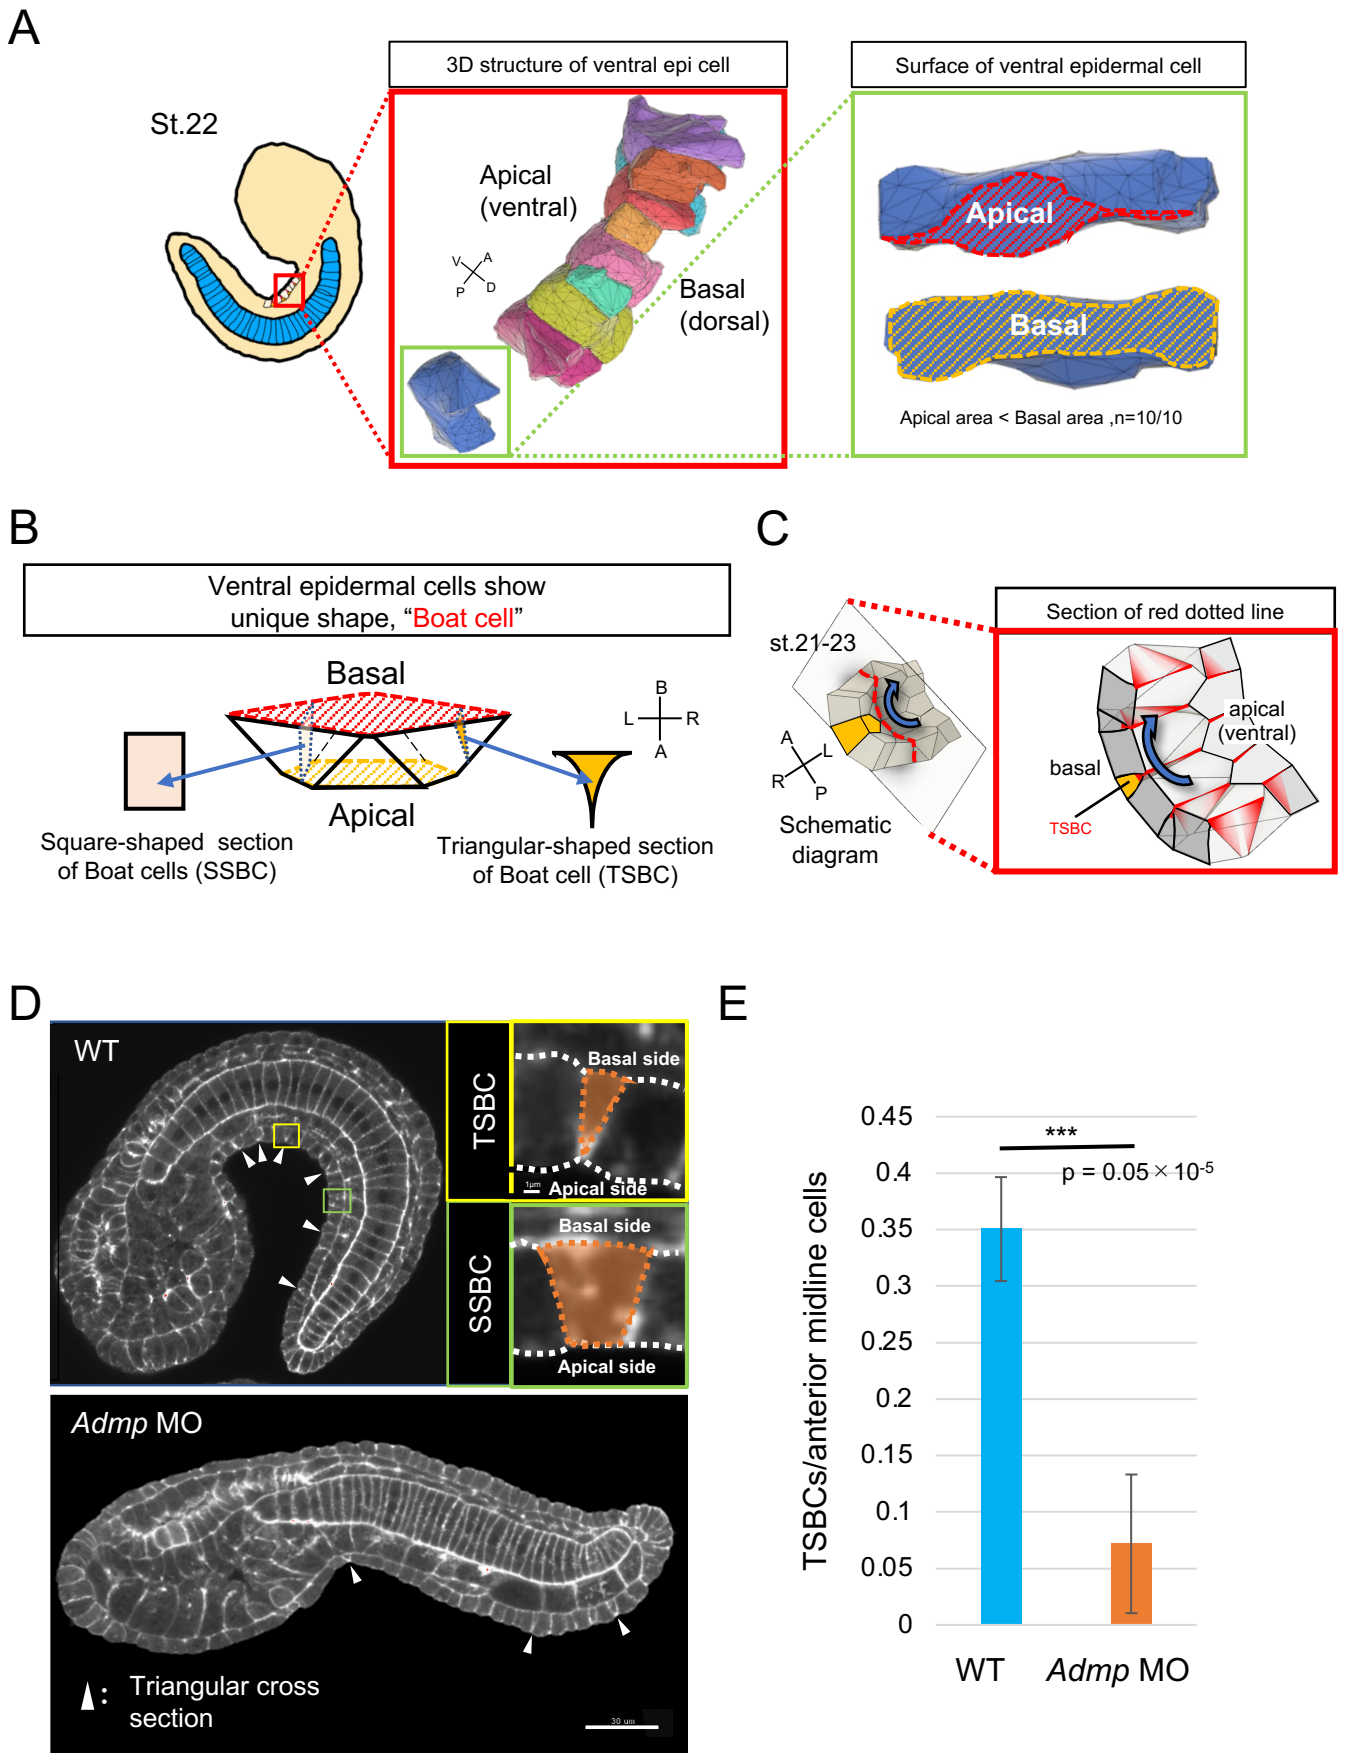 A
3D structure of ventral epi cell
Surface of ventral epidermal cell
St.22
Apical
(ventral)
V A
P D
Basal
(dorsal)
Apical
Basal
Apical area < Basal area ,n=10/10
B
Ventral epidermal cells show
unique shape, “Boat cell”
Basal
Apical
B
L R
A
Square-shaped section
of Boat cells (SSBC)
Triangular-shaped section
of Boat cell (TSBC)
C
Section of red dotted line
st.21-23
A L
R P
Schematic
diagram
apical
(ventral)
basal
TSBC
D
WT
TSBC
Basal side
1μm
Apical side
SSBC
Basal side
Apical side
Admp MO
: Triangular cross
section
30 um
E
TSBCs/anterior midline cells
0.45
0.4
0.35
0.3
0.25
0.2
0.15
0.1
0.05
0
***
p = 0.05×10-5
WT
Admp MO